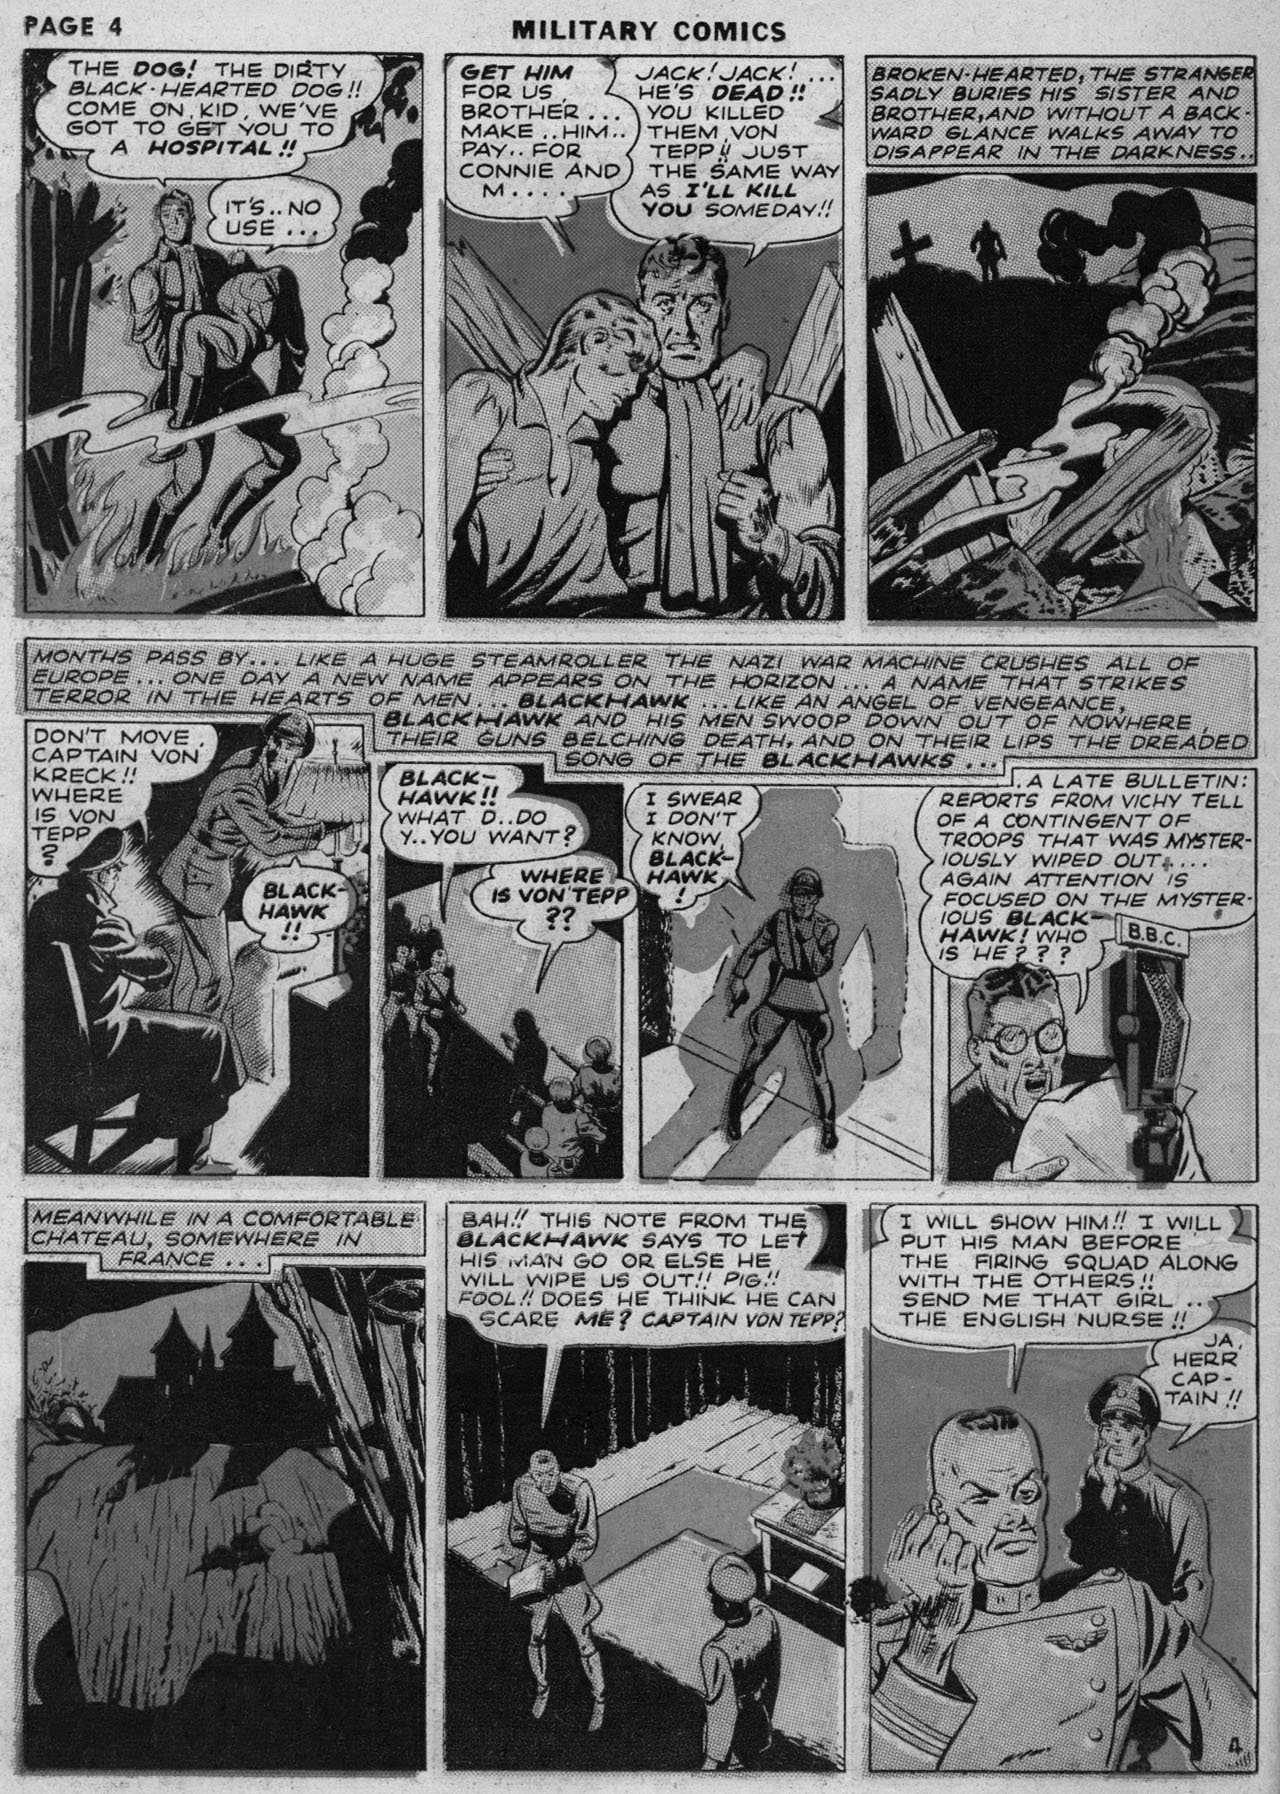 PAGE 4
MILITARY COMICS
THE DOG! THE DIRTY
BLACK-HEARTED DOG!!
COME ON, KID, WE'VE
GOT TO GET YOU TO
A HOSPITAL!!
IT'S..NO
USE...
GET HIM
FOR US,
BROTHER...
MAKE..HIM..
PAY..FOR
CONNIE AND
M....
JACK! JACK!...
HE'S DEAD!!
YOU KILLED
THEM, VON
TEPP!! JUST
THE SAME WAY
AS I'LL KILL
YOU SOMEDAY!!
BROKEN-HEARTED, THE STRANGER
SADLY BURIES HIS SISTER AND
BROTHER, AND WITHOUT A BACK-
WARD GLANCE WALKS AWAY TO
DISAPPEAR IN THE DARKNESS..
MONTHS PASS BY... LIKE A HUGE STEAMROLLER THE NAZI WAR MACHINE CRUSHES ALL OF
EUROPE... ONE DAY A NEW NAME APPEARS ON THE HORIZON... A NAME THAT STRIKES
TERROR IN THE HEARTS OF MEN... BLACKHAWK ...LIKE AN ANGEL OF VENGEANCE,
BLACKHAWK AND HIS MEN SWOOP DOWN OUT OF NOWHERE,
THEIR GUNS BELCHING DEATH, AND ON THEIR LIPS THE DREADED
SONG OF THE BLACKHAWKS...
DON'T MOVE,
CAPTAIN VON
KRECK!!
WHERE
IS VON
TEPP
?
BLACK-
HAWK
!!
BLACK-
HAWK!!
WHAT D..DO
Y..YOU WANT?
WHERE
IS VON TEPP
??
I SWEAR
I DON'T
KNOW,
BLACK-
HAWK
!
..A LATE BULLETIN:
REPORTS FROM VICHY TELL
OF A CONTINGENT OF
TROOPS THAT WAS MYSTER-
IOUSLY WIPED OUT....
AGAIN ATTENTION IS
FOCUSED ON THE MYSTER-
IOUS BLACK-
HAWK! WHO
IS HE???
B.B.C.
MEANWHILE IN A COMFORTABLE
CHATEAU, SOMEWHERE IN
FRANCE...
BAH!! THIS NOTE FROM THE
BLACKHAWK SAYS TO LET
HIS MAN GO OR ELSE HE
WILL WIPE US OUT!! PIG!!
FOOL!! DOES HE THINK HE CAN
SCARE ME? CAPTAIN VON TEPP?
I WILL SHOW HIM!! I WILL
PUT HIS MAN BEFORE
THE FIRING SQUAD ALONG
WITH THE OTHERS!!
SEND ME THAT GIRL..
THE ENGLISH NURSE!!
JA,
HERR
CAP-
TAIN!!
4